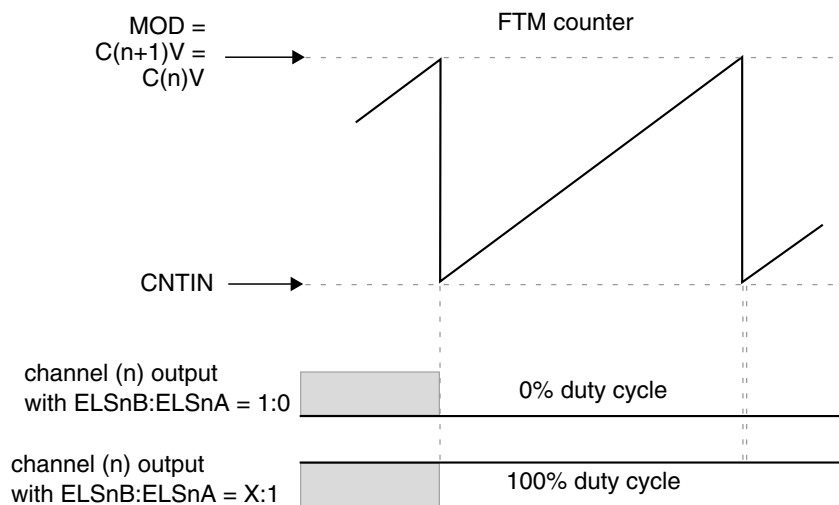 MOD =
C(n+1)V =
C(n)V
FTM counter
CNTIN
channel (n) output
with ELSnB:ELSnA = 1:0
0% duty cycle
channel (n) output
with ELSnB:ELSnA = X:1
100% duty cycle